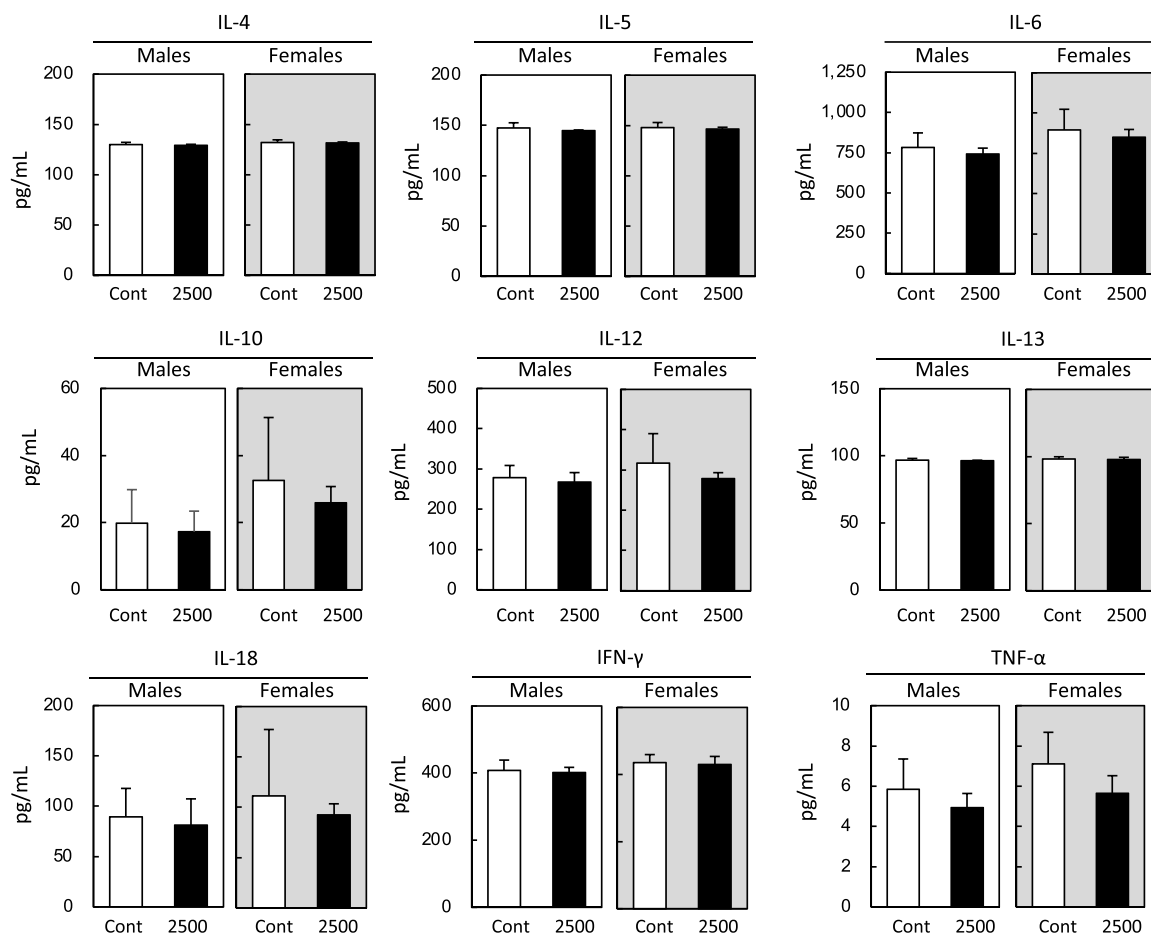 IL-4
Males Females
200
150
100
50
0
pg/mL
Cont 2500 Cont 2500
IL-5
Males Females
200
150
100
50
0
pg/mL
Cont 2500 Cont 2500
IL-6
Males Females
1,250
1,000
750
500
250
0
pg/mL
Cont 2500 Cont 2500
IL-10
Males Females
60
40
20
0
pg/mL
Cont 2500 Cont 2500
IL-12
Males Females
500
400
300
200
100
0
pg/mL
Cont 2500 Cont 2500
IL-13
Males Females
150
100
50
0
pg/mL
Cont 2500 Cont 2500
IL-18
Males Females
200
150
100
50
0
pg/mL
Cont 2500 Cont 2500
IFN-γ
Males Females
600
400
200
0
pg/mL
Cont 2500 Cont 2500
TNF-α
Males Females
10
8
6
4
2
0
pg/mL
Cont 2500 Cont 2500